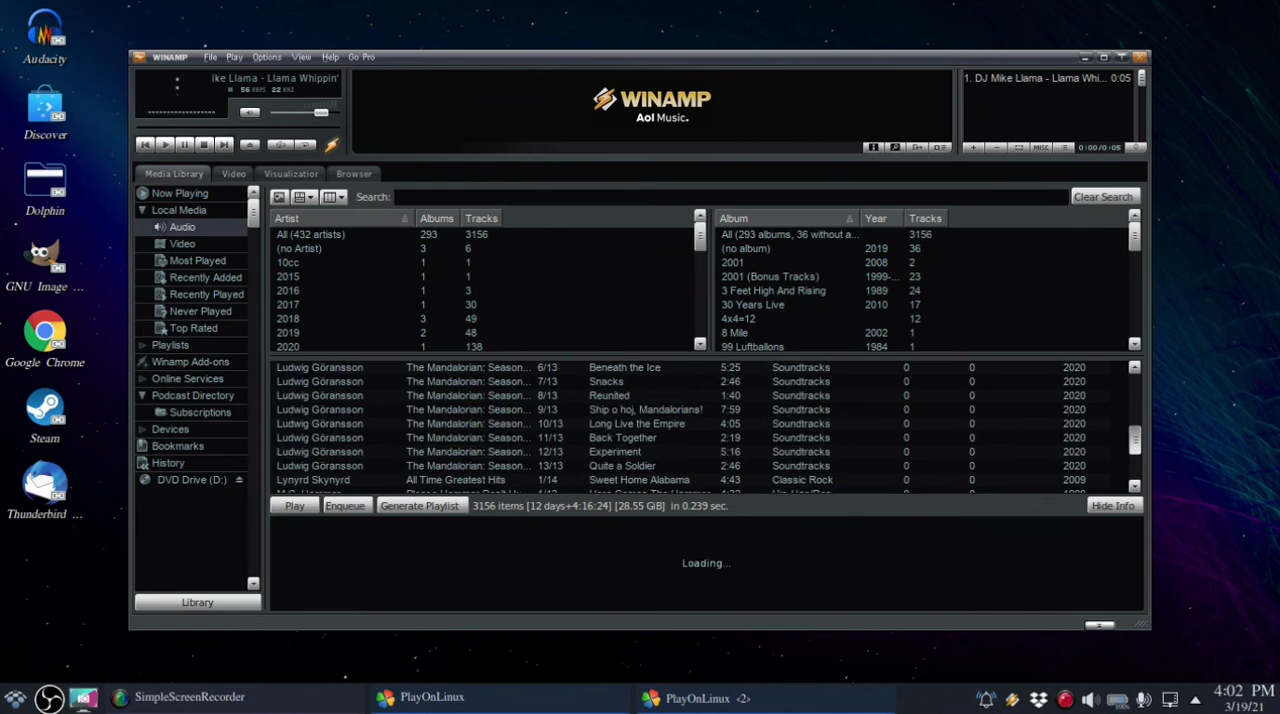 Audacity
Discover
Dolphin
GNU Image ...
Google Chrome
Steam
Thunderbird ...
WINAMP File Play Options View Help Go Pro
ike Llama - Llama Whippin'
56 KBPS 22 KHZ
WINAMP
Aol Music.
1. DJ Mike Llama - Llama Whi... 0:05
MISC 0:00/0:05
Media Library Video Visualization Browser
Now Playing
Local Media
Audio
Video
Most Played
Recently Added
Recently Played
Never Played
Top Rated
Playlists
Winamp Add-ons
Online Services
Podcast Directory
Subscriptions
Devices
Bookmarks
History
DVD Drive (D:)
Library
Search: Clear Search
Artist Albums Tracks
All (432 artists) 293 3156
(no Artist) 3 6
10cc 1 1
2015 1 1
2016 1 3
2017 1 30
2018 3 49
2019 2 48
2020 1 138
Album Year Tracks
All (293 albums, 36 without a... 3156
(no album) 2019 36
2001 2008 2
2001 (Bonus Tracks) 1999-... 23
3 Feet High And Rising 1989 24
30 Years Live 2010 17
4x4=12 12
8 Mile 2002 1
99 Luftballons 1984 1
Ludwig Göransson The Mandalorian: Season... 6/13 Beneath the Ice 5:25 Soundtracks 0 0 2020
Ludwig Göransson The Mandalorian: Season... 7/13 Snacks 2:46 Soundtracks 0 0 2020
Ludwig Göransson The Mandalorian: Season... 8/13 Reunited 1:40 Soundtracks 0 0 2020
Ludwig Göransson The Mandalorian: Season... 9/13 Ship o hoj, Mandalorians! 7:59 Soundtracks 0 0 2020
Ludwig Göransson The Mandalorian: Season... 10/13 Long Live the Empire 4:05 Soundtracks 0 0 2020
Ludwig Göransson The Mandalorian: Season... 11/13 Back Together 2:19 Soundtracks 0 0 2020
Ludwig Göransson The Mandalorian: Season... 12/13 Experiment 5:16 Soundtracks 0 0 2020
Ludwig Göransson The Mandalorian: Season... 13/13 Quite a Soldier 2:46 Soundtracks 0 0 2020
Lynyrd Skynyrd All Time Greatest Hits 1/14 Sweet Home Alabama 4:43 Classic Rock 0 0 2009
Play Enqueue Generate Playlist 3156 items [12 days+4:16:24] [28.55 GiB] in 0.239 sec. Hide Info
Loading...
SimpleScreenRecorder PlayOnLinux PlayOnLinux <2>
100%
4:02 PM
3/19/21